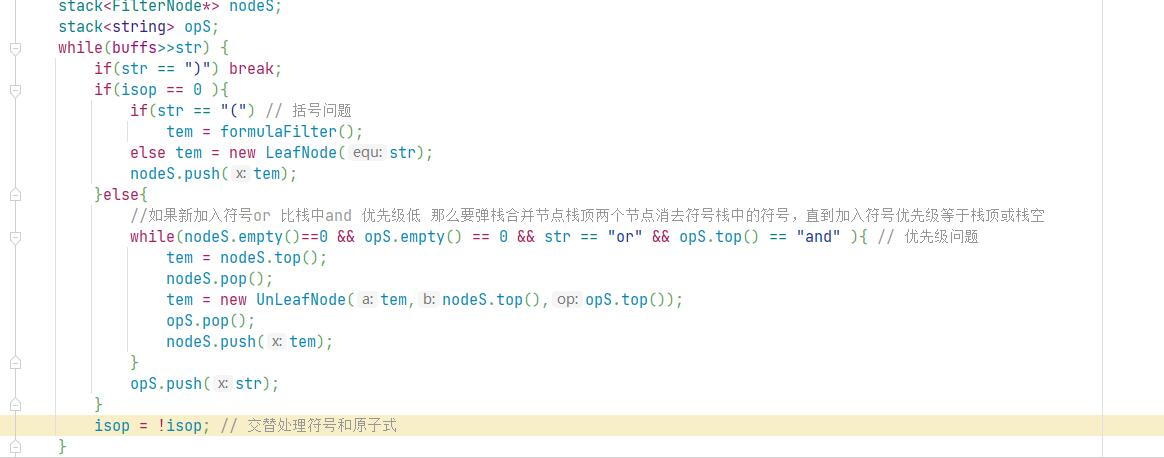 stack<FilterNode*> nodeS;
stack<string> opS;
while(buffs>>str) {
if(str == ")") break;
if(isop == 0 ){
if(str == "(") // 括号问题
tem = formulaFilter();
else tem = new LeafNode( equ: str);
nodeS.push( x: tem);
}else{
//如果新加入符号or 比栈中and 优先级低 那么要弹栈合并节点栈顶两个节点消去符号栈中的符号，直到加入符号优先级等于栈顶或栈空
while(nodeS.empty()==0 && opS.empty() == 0 && str == "or" && opS.top() == "and" ){ // 优先级问题
tem = nodeS.top();
nodeS.pop();
tem = new UnLeafNode( a: tem, b: nodeS.top(), op: opS.top());
opS.pop();
nodeS.push( x: tem);
}
opS.push( x: str);
}
isop = !isop; // 交替处理符号和原子式
}